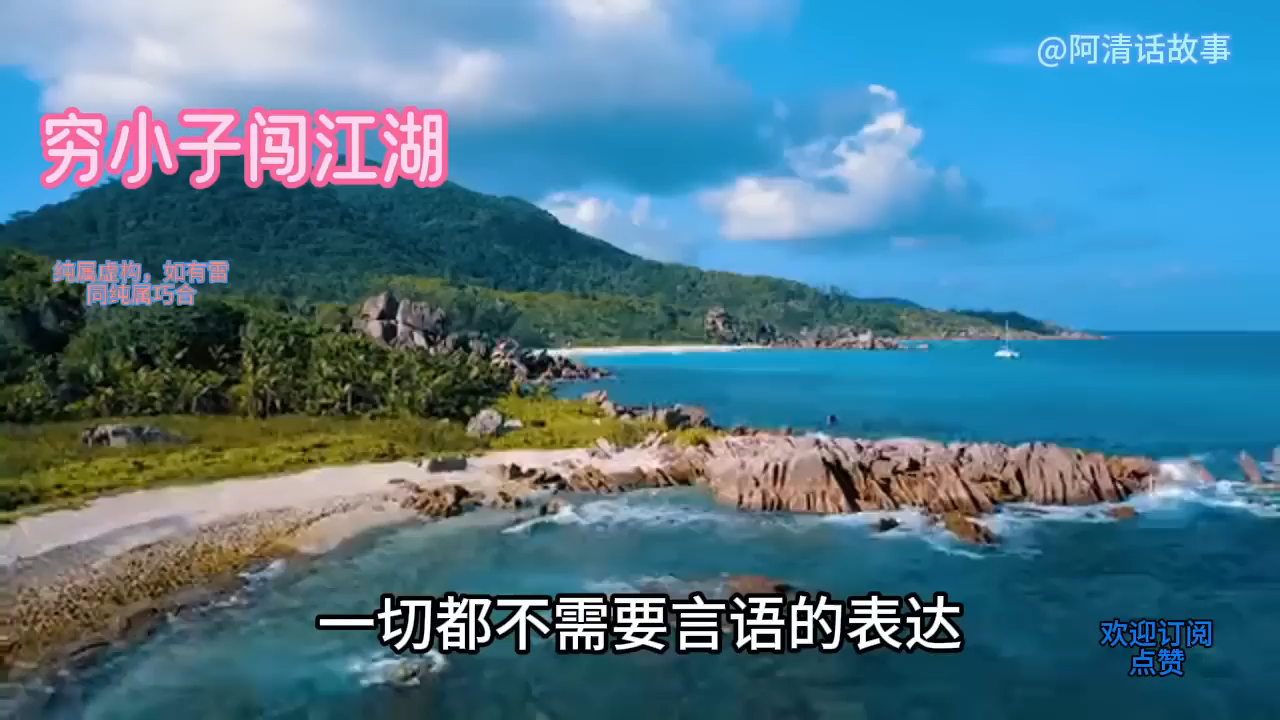 @阿清话故事
穷小子闯江湖
纯属虚构，如有雷
同纯属巧合
一切都不需要言语的表达
欢迎订阅
点赞